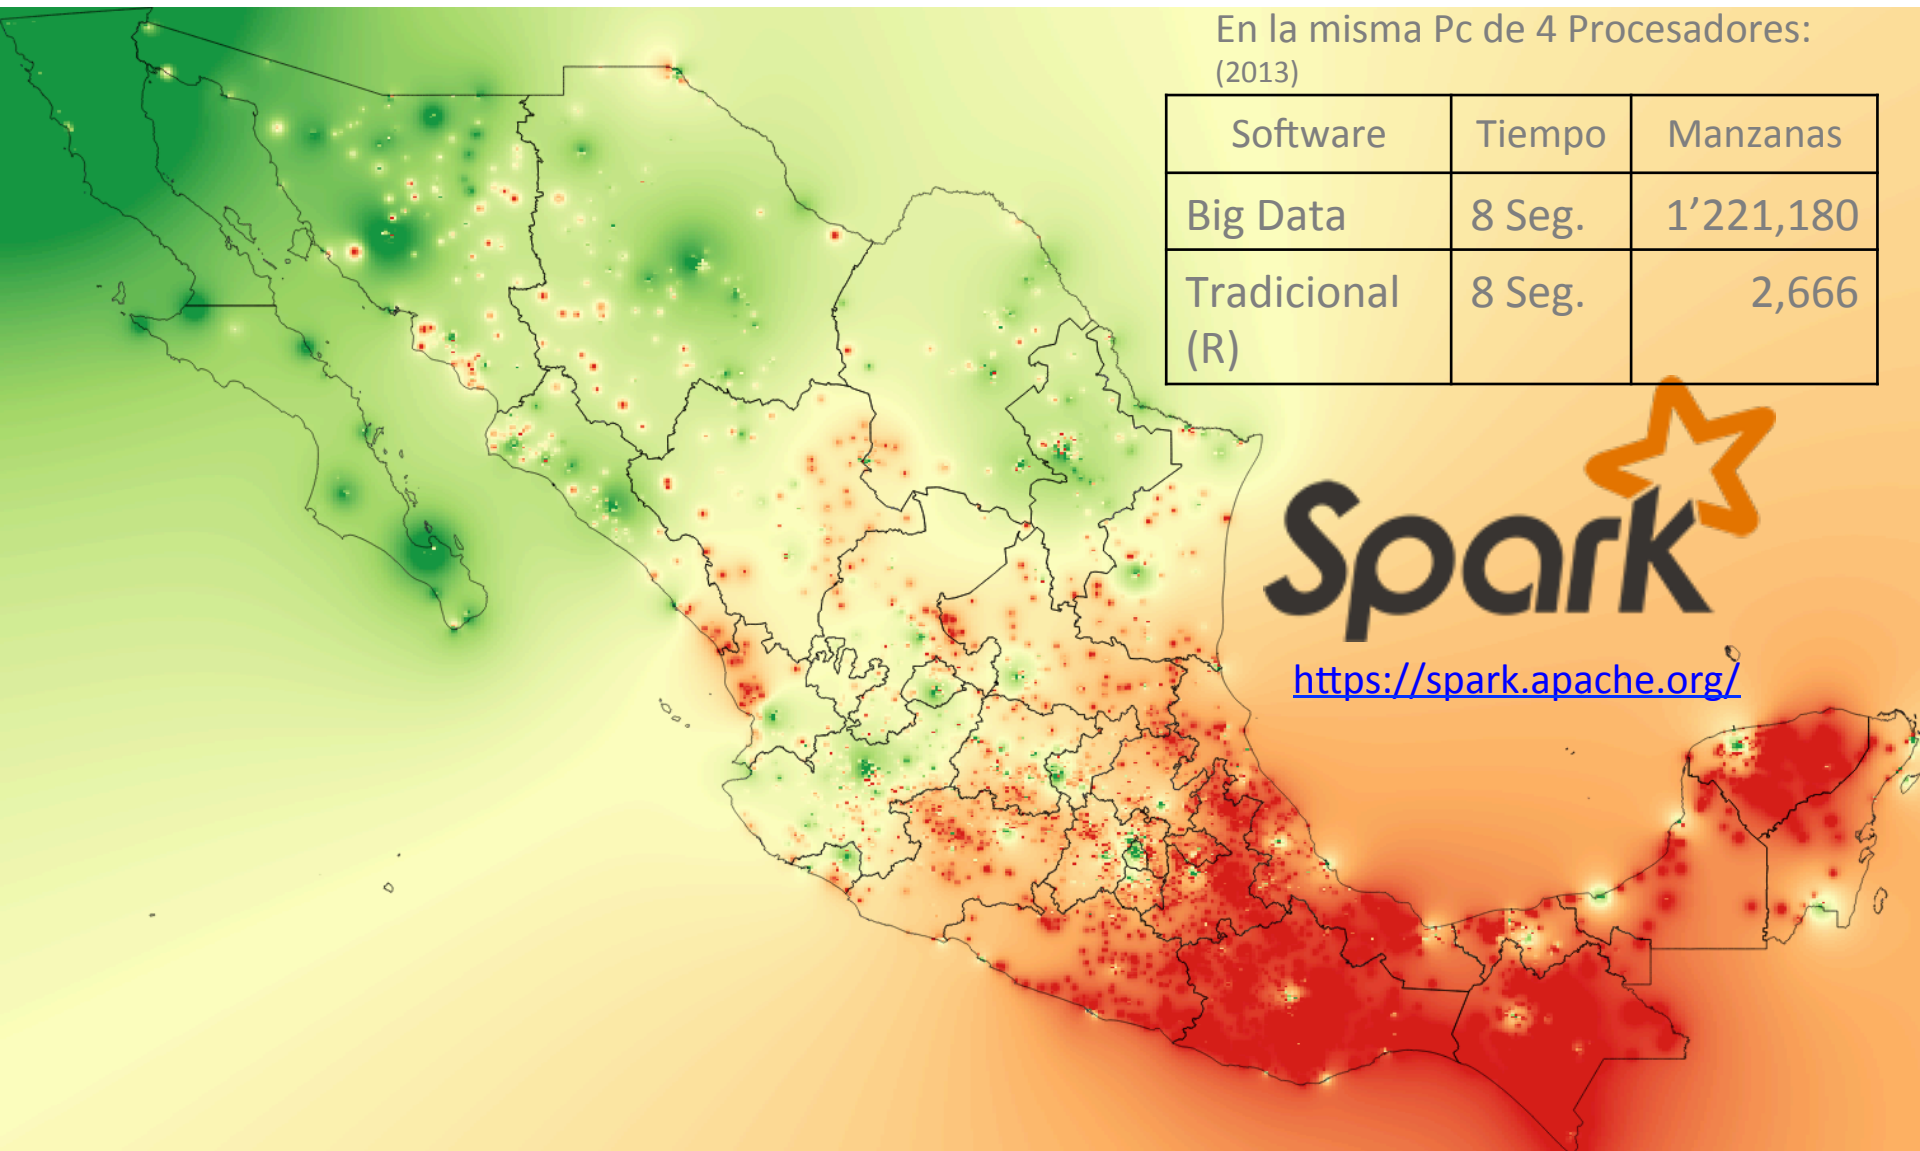 En la misma Pc de 4 Procesadores:
(2013)
Software Tiempo Manzanas
Big Data 8 Seg. 1’221,180
Tradicional 8 Seg. 2,666
(R)
Spark
https://spark.apache.org/